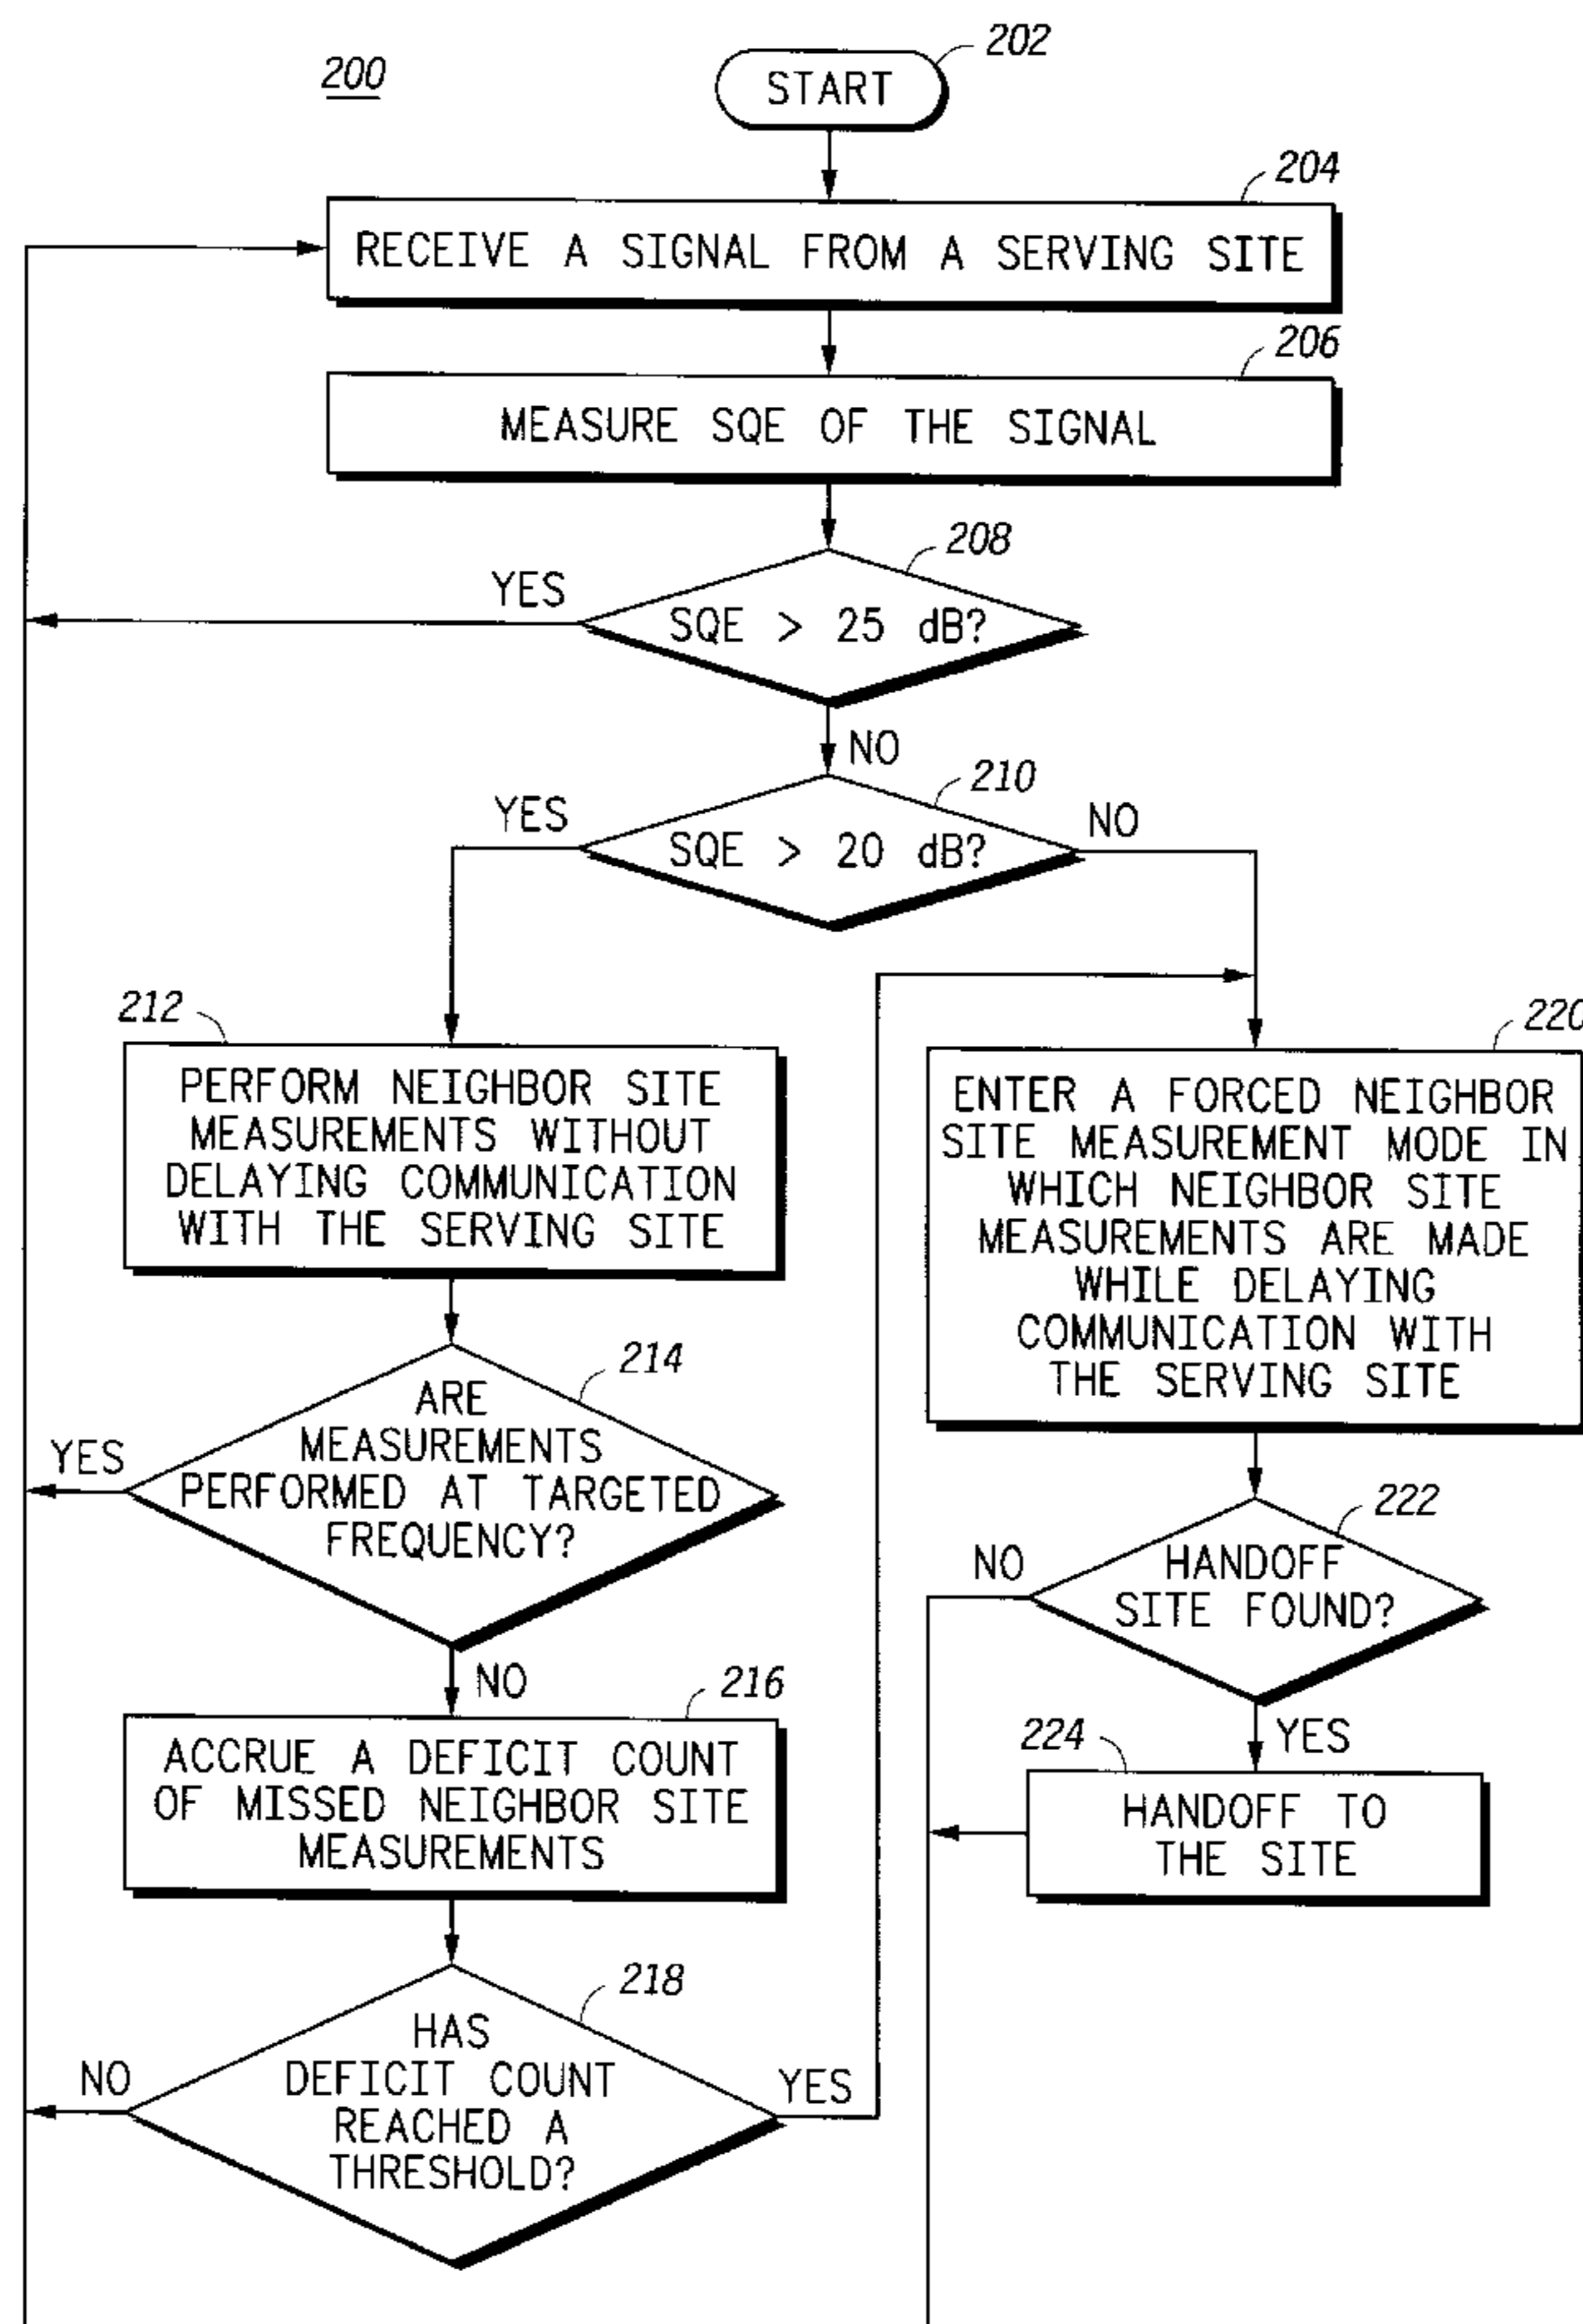 200
START
202
204
RECEIVE A SIGNAL FROM A SERVING SITE
206
MEASURE SQE OF THE SIGNAL
208
SQE > 25 dB?
YES
NO
210
SQE > 20 dB?
YES
NO
212
PERFORM NEIGHBOR SITE
MEASUREMENTS WITHOUT
DELAYING COMMUNICATION
WITH THE SERVING SITE
214
ARE
MEASUREMENTS
PERFORMED AT TARGETED
FREQUENCY?
YES
NO
216
ACCRUE A DEFICIT COUNT
OF MISSED NEIGHBOR SITE
MEASUREMENTS
218
HAS
DEFICIT COUNT
REACHED A
THRESHOLD?
NO
YES
220
ENTER A FORCED NEIGHBOR
SITE MEASUREMENT MODE IN
WHICH NEIGHBOR SITE
MEASUREMENTS ARE MADE
WHILE DELAYING
COMMUNICATION WITH
THE SERVING SITE
222
HANDOFF
SITE FOUND?
NO
YES
224
HANDOFF TO
THE SITE